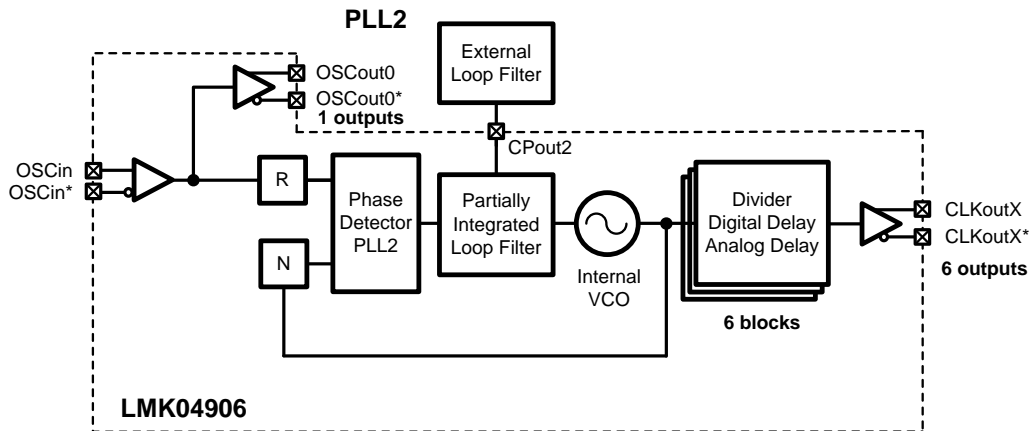 PLL2
External
Loop Filter
OSCout0
OSCout0*
1 outputs
CPout2
OSCin
OSCin*
R
Phase
Detector
PLL2
Partially
Integrated
Loop Filter
Divider
Digital Delay
Analog Delay
CLKoutX
CLKoutX*
6 outputs
N
Internal
VCO
6 blocks
LMK04906